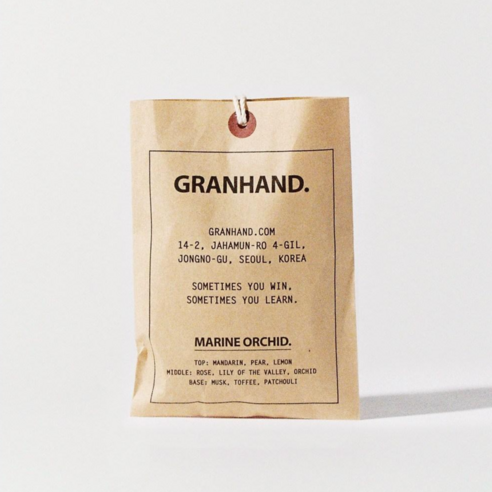 GRANHAND.
GRANHAND.COM
14-2, JAHAMUN-RO 4-GIL,
JONGNO-GU, SEOUL, KOREA
SOMETIMES YOU WIN,
SOMETIMES YOU LEARN.
MARINE ORCHID.
TOP: MANDARIN, PEAR, LEMON
MIDDLE: ROSE, LILY OF THE VALLEY, ORCHID
BASE: MUSK, TOFFEE, PATCHOULI